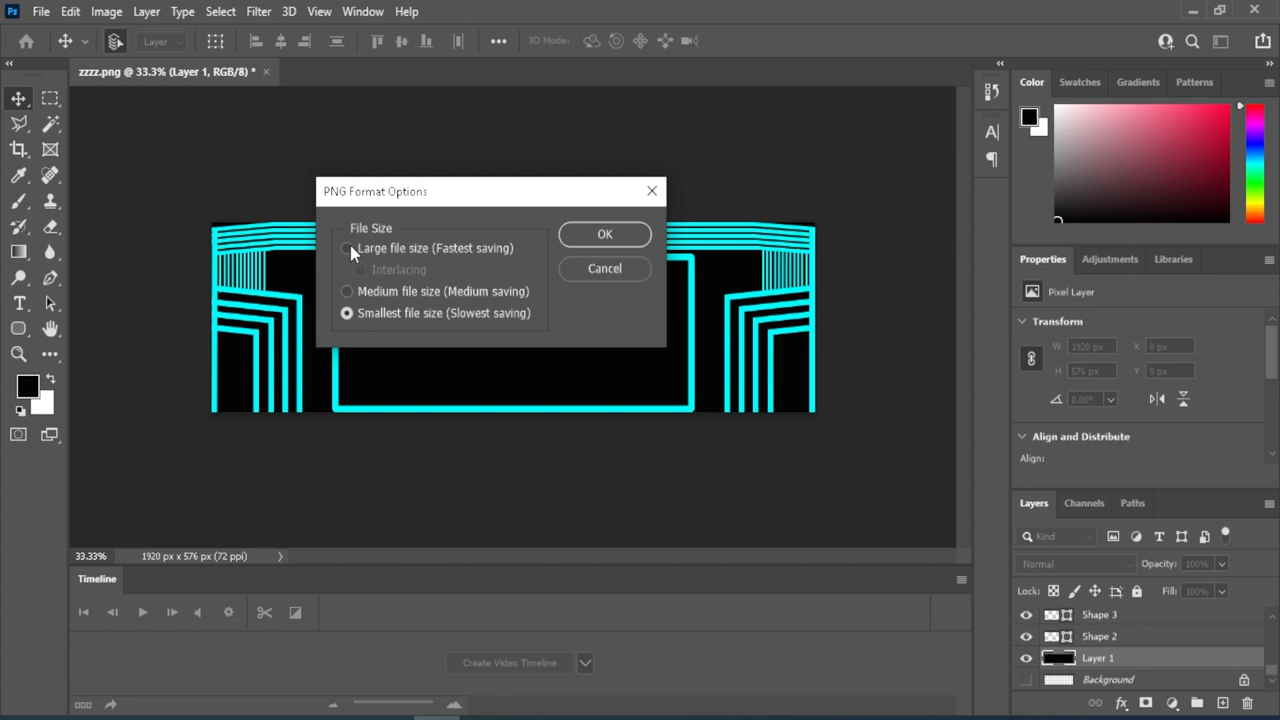 Ps File Edit Image Layer Type Select Filter 3D View Window Help
Layer 3D Mode:
zzzz.png @ 33.3% (Layer 1, RGB/8) *
PNG Format Options
File Size
Large file size (Fastest saving)
Interlacing
Medium file size (Medium saving)
Smallest file size (Slowest saving)
OK
Cancel
33.33% 1920 px x 576 px (72 ppi)
Timeline
Create Video Timeline
Color Swatches Gradients Patterns
Properties Adjustments Libraries
Pixel Layer
Transform
W 1920 px X 0 px
H 576 px Y 0 px
0.00°
Align and Distribute
Align:
Layers Channels Paths
Kind
Normal Opacity: 100%
Lock: Fill: 100%
Shape 3
Shape 2
Layer 1
Background